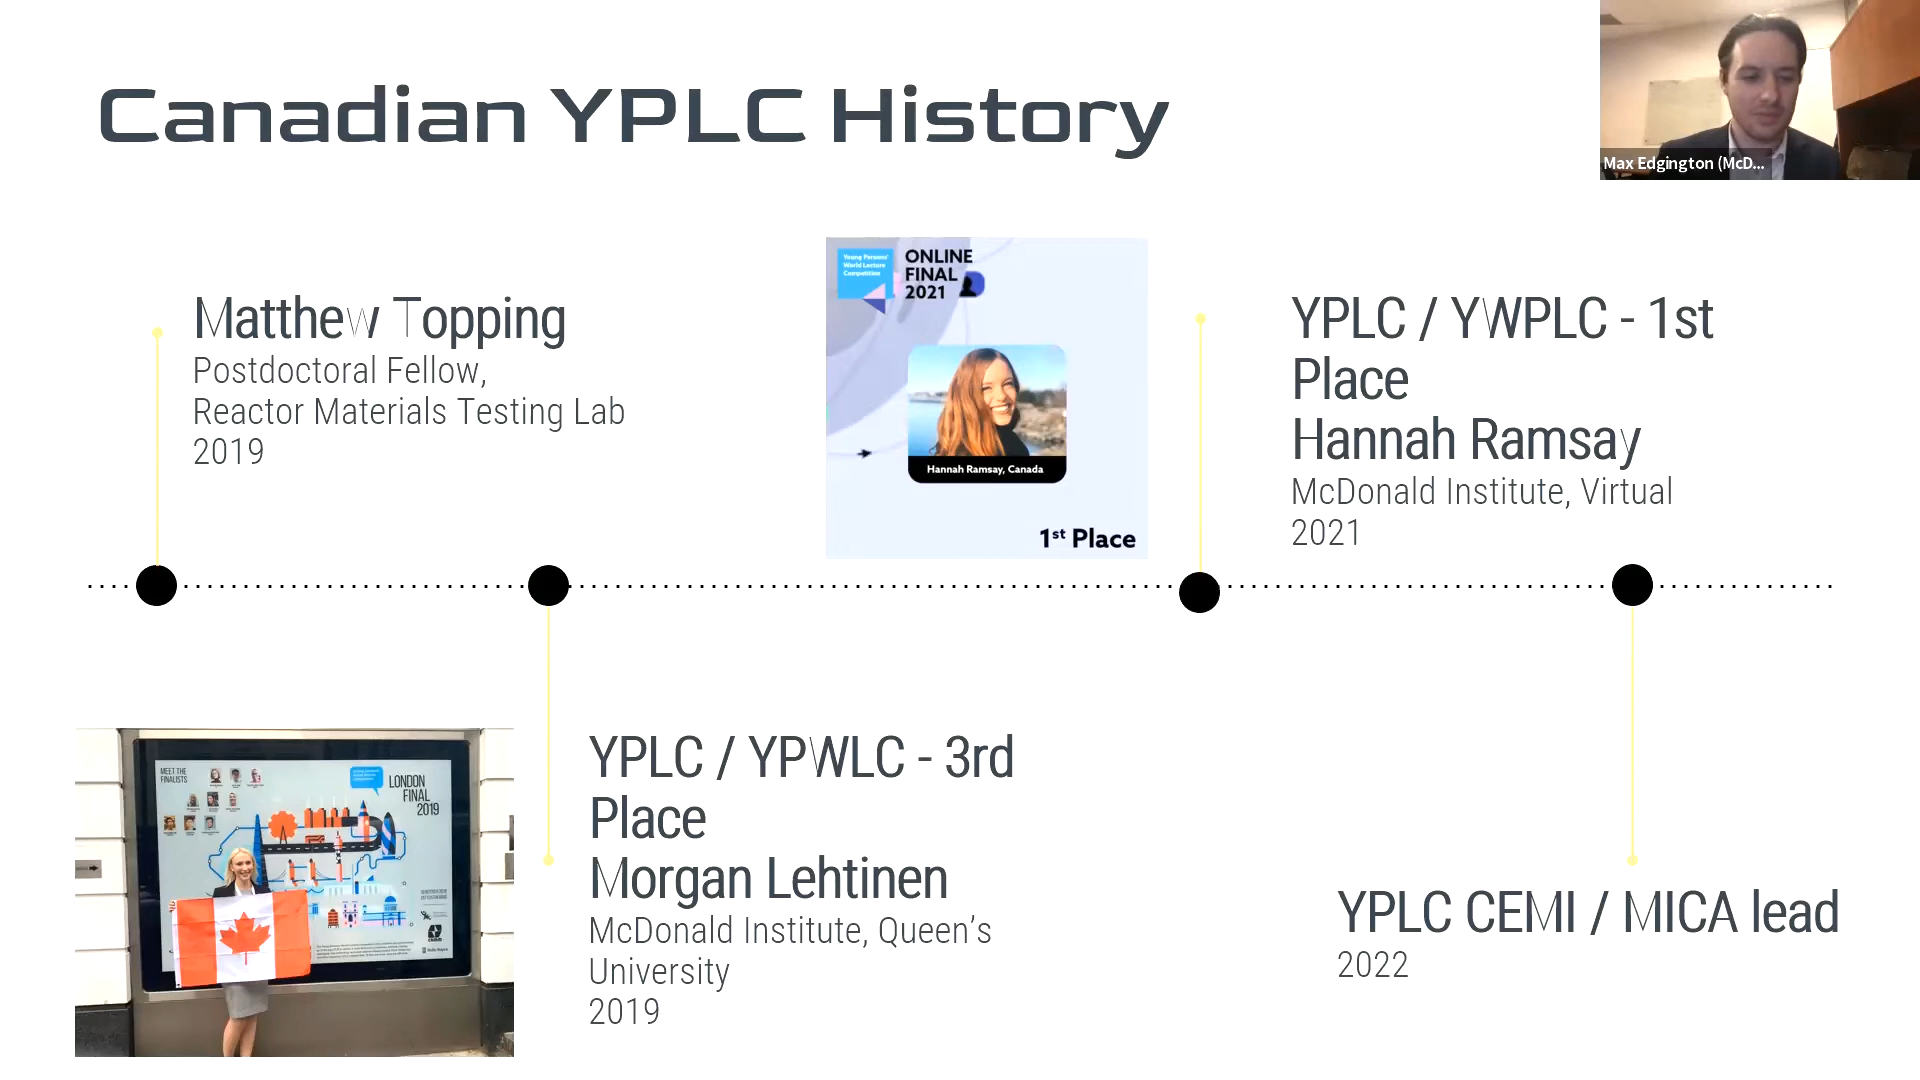 Canadian YPLC History
Max Edgington (McD...
Matthew Topping
Postdoctoral Fellow,
Reactor Materials Testing Lab
2019
Young Persons'
World Lecture
Competition
ONLINE
FINAL
2021
Hannah Ramsay, Canada
1st Place
YPLC / YWPLC - 1st
Place
Hannah Ramsay
McDonald Institute, Virtual
2021
MEET THE
FINALISTS
LONDON
FINAL
2019
YPLC / YPWLC - 3rd
Place
Morgan Lehtinen
McDonald Institute, Queen’s
University
2019
YPLC CEMI / MICA lead
2022